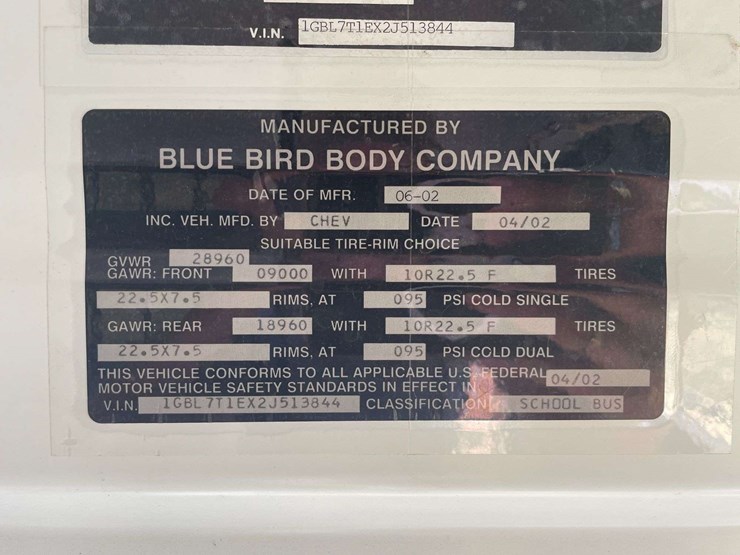 V.I.N. 1GBL7T1EX2J513844
MANUFACTURED BY
BLUE BIRD BODY COMPANY
DATE OF MFR. 06-02
INC. VEH. MFD. BY CHEV DATE 04/02
SUITABLE TIRE-RIM CHOICE
GVWR 28960
GAWR: FRONT 09000 WITH 10R22.5 F TIRES
22.5X7.5 RIMS, AT 095 PSI COLD SINGLE
GAWR: REAR 18960 WITH 10R22.5 F TIRES
22.5X7.5 RIMS, AT 095 PSI COLD DUAL
THIS VEHICLE CONFORMS TO ALL APPLICABLE U.S. FEDERAL
MOTOR VEHICLE SAFETY STANDARDS IN EFFECT IN 04/02
V.I.N. 1GBL7T1EX2J513844 CLASSIFICATION SCHOOL BUS